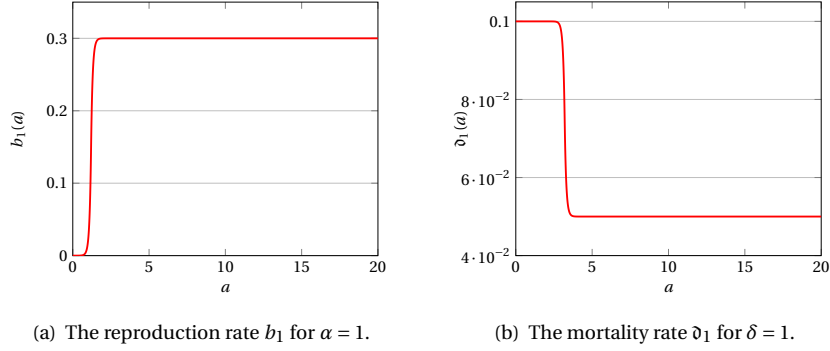 0.3
0.2
0.1
0
b₁(a)
0 5 10 15 20
a
(a) The reproduction rate b₁ for α = 1.
0.1
8·10⁻²
6·10⁻²
4·10⁻²
𝔡₁(a)
0 5 10 15 20
a
(b) The mortality rate 𝔡₁ for δ = 1.